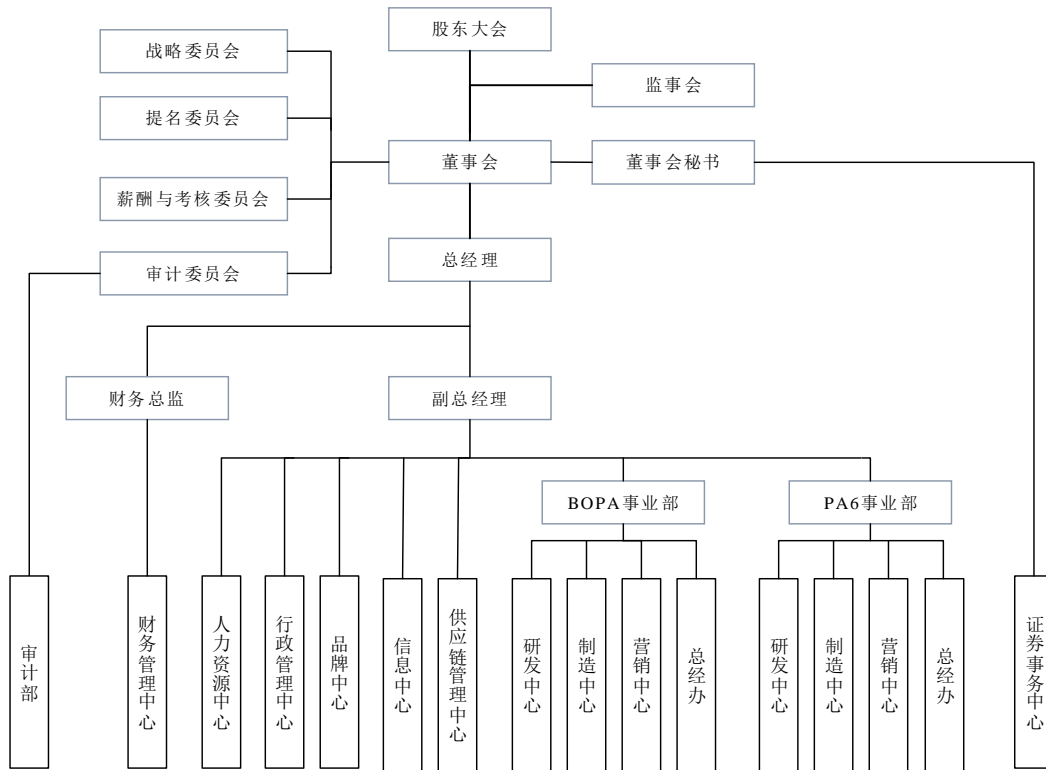 股东大会
战略委员会
监事会
提名委员会
董事会
董事会秘书
薪酬与考核委员会
总经理
审计委员会
财务总监
副总经理
BOPA事业部
PA6事业部
审计部
财务管理中心
人力资源中心
行政管理中心
品牌中心
信息中心
供应链管理中心
研发中心
制造中心
营销中心
总经办
研发中心
制造中心
营销中心
总经办
证券事务中心